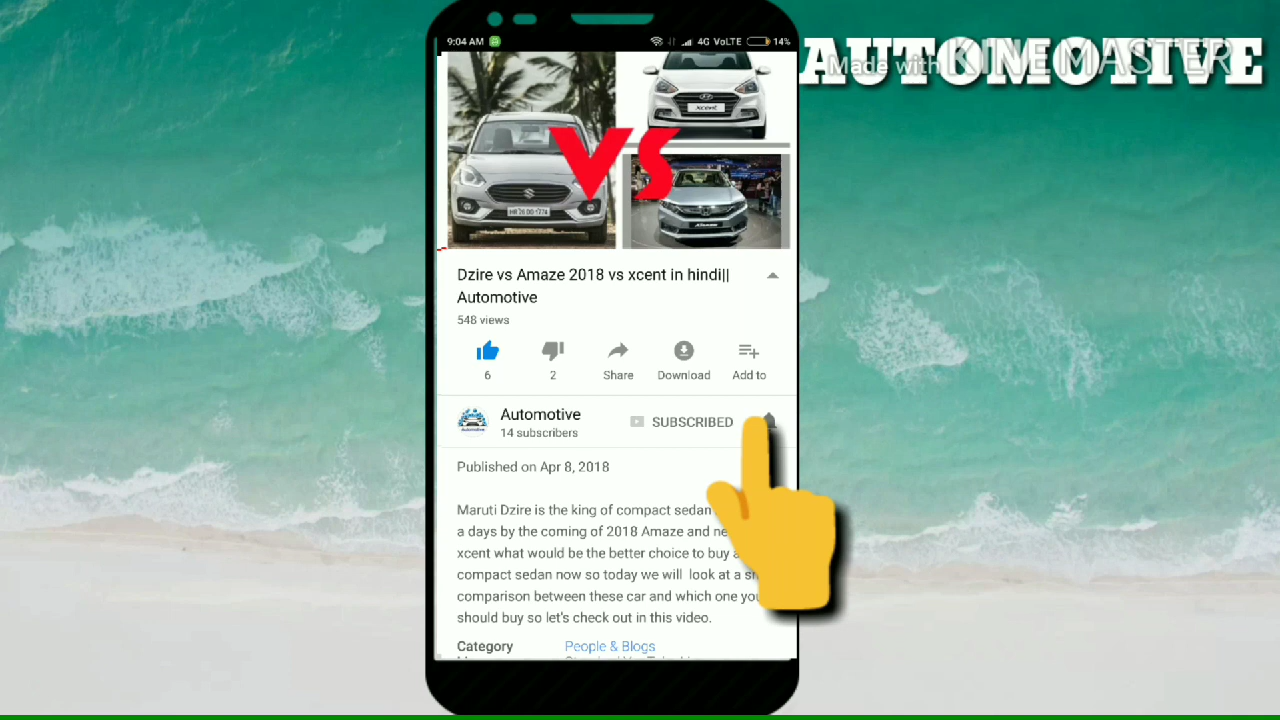 AUTOMOTIVE
Made with KINEMASTER
9:04 AM
4G VoLTE 14%
xcent
VS
Dzire vs Amaze 2018 vs xcent in hindi||
Automotive
548 views
6 2 Share Download Add to
Automotive
14 subscribers
SUBSCRIBED
Published on Apr 8, 2018
Maruti Dzire is the king of compact sedan
a days by the coming of 2018 Amaze and
xcent what would be the better choice to buy
compact sedan now so today we will look at a
comparison between these car and which one
should buy so let's check out in this video.
Category People & Blogs